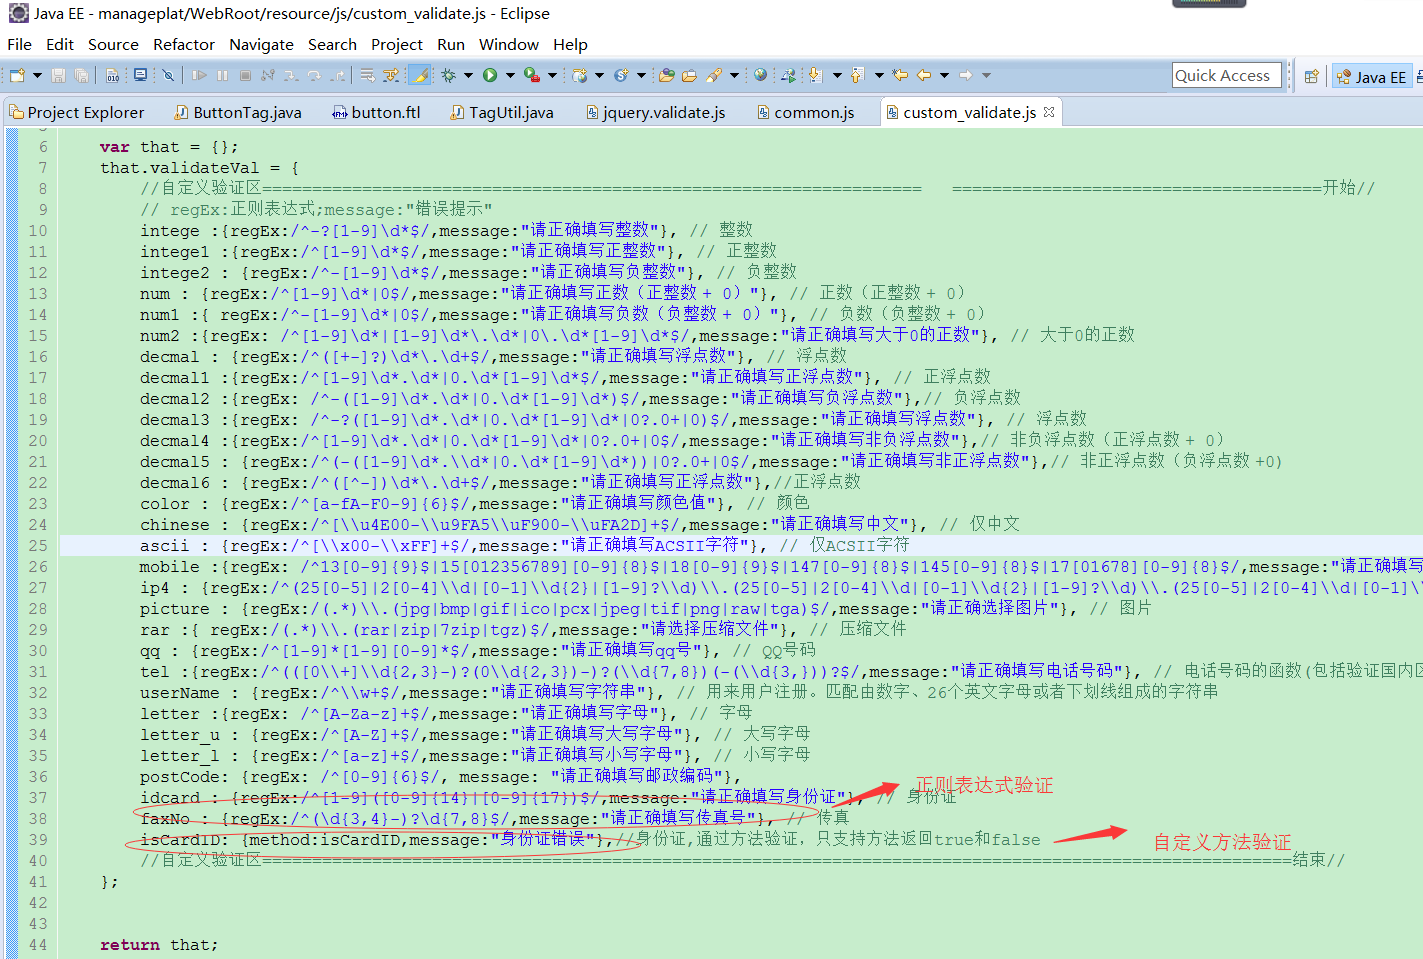 Java EE - manageplat/WebRoot/resource/js/custom_validate.js - Eclipse
File Edit Source Refactor Navigate Search Project Run Window Help
Quick Access
Java EE
Project Explorer ButtonTag.java button.ftl TagUtil.java jquery.validate.js common.js custom_validate.js
6 var that = {};
7 that.validateVal = {
8 //自定义验证区================================================================== =====================================开始//
9 // regEx:正则表达式;message:"错误提示"
10 intege :{regEx:/^-?[1-9]\d*$/,message:"请正确填写整数"}, // 整数
11 intege1 :{regEx:/^[1-9]\d*$/,message:"请正确填写正整数"}, // 正整数
12 intege2 : {regEx:/^-[1-9]\d*$/,message:"请正确填写负整数"}, // 负整数
13 num : {regEx:/^[1-9]\d*|0$/,message:"请正确填写正数（正整数 + 0）"}, // 正数（正整数 + 0）
14 num1 :{ regEx:/^-[1-9]\d*|0$/,message:"请正确填写负数（负整数 + 0）"}, // 负数（负整数 + 0）
15 num2 :{regEx: /^[1-9]\d*|[1-9]\d*\.\d*|0\.\d*[1-9]\d*$/,message:"请正确填写大于0的正数"}, // 大于0的正数
16 decmal : {regEx:/^([+-]?)\d*\.\d+$/,message:"请正确填写浮点数"}, // 浮点数
17 decmal1 :{regEx:/^[1-9]\d*.\d*|0.\d*[1-9]\d*$/,message:"请正确填写正浮点数"}, // 正浮点数
18 decmal2 :{regEx:/^-([1-9]\d*.\d*|0.\d*[1-9]\d*)$/,message:"请正确填写负浮点数"},// 负浮点数
19 decmal3 :{regEx: /^-?([1-9]\d*.\d*|0.\d*[1-9]\d*|0?.0+|0)$/,message:"请正确填写浮点数"}, // 浮点数
20 decmal4 :{regEx:/^[1-9]\d*.\d*|0.\d*[1-9]\d*|0?.0+|0$/,message:"请正确填写非负浮点数"},// 非负浮点数（正浮点数 + 0）
21 decmal5 : {regEx:/^(-([1-9]\d*.\\d*|0.\d*[1-9]\d*))|0?.0+|0$/,message:"请正确填写非正浮点数"},// 非正浮点数（负浮点数 +0)
22 decmal6 : {regEx:/^([^-])\d*\.\d+$/,message:"请正确填写正浮点数"},//正浮点数
23 color : {regEx:/^[a-fA-F0-9]{6}$/,message:"请正确填写颜色值"}, // 颜色
24 chinese : {regEx:/^[\\u4E00-\\u9FA5\\uF900-\\uFA2D]+$/,message:"请正确填写中文"}, // 仅中文
25 ascii : {regEx:/^[\\x00-\\xFF]+$/,message:"请正确填写ACSII字符"}, // 仅ACSII字符
26 mobile :{regEx: /^13[0-9]{9}$|15[012356789][0-9]{8}$|18[0-9]{9}$|147[0-9]{8}$|145[0-9]{8}$|17[01678][0-9]{8}$/,message:"请正确填写
27 ip4 : {regEx:/^(25[0-5]|2[0-4]\\d|[0-1]\\d{2}|[1-9]?\\d)\\.(25[0-5]|2[0-4]\\d|[0-1]\\d{2}|[1-9]?\\d)\\.(25[0-5]|2[0-4]\\d|[0-1]\
28 picture : {regEx:/(.*)\\.(jpg|bmp|gif|ico|pcx|jpeg|tif|png|raw|tga)$/,message:"请正确选择图片"}, // 图片
29 rar :{ regEx:/(.*)\\.(rar|zip|7zip|tgz)$/,message:"请选择压缩文件"}, // 压缩文件
30 qq : {regEx:/^[1-9]*[1-9][0-9]*$/,message:"请正确填写qq号"}, // QQ号码
31 tel :{regEx:/^(([0\\+]\\d{2,3}-)?(0\\d{2,3})-)?(\\d{7,8})(-(\\d{3,}))?$/,message:"请正确填写电话号码"}, // 电话号码的函数(包括验证国内区
32 userName : {regEx:/^\\w+$/,message:"请正确填写字符串"}, // 用来用户注册。匹配由数字、26个英文字母或者下划线组成的字符串
33 letter :{regEx: /^[A-Za-z]+$/,message:"请正确填写字母"}, // 字母
34 letter_u : {regEx:/^[A-Z]+$/,message:"请正确填写大写字母"}, // 大写字母
35 letter_l : {regEx:/^[a-z]+$/,message:"请正确填写小写字母"}, // 小写字母
36 postCode: {regEx: /^[0-9]{6}$/, message: "请正确填写邮政编码"},
37 idcard : {regEx:/^[1-9]([0-9]{14}|[0-9]{17})$/,message:"请正确填写身份证"}, // 身份证
正则表达式验证
38 faxNo : {regEx:/^(\d{3,4}-)?\d{7,8}$/,message:"请正确填写传真号"}, // 传真
39 isCardID: {method:isCardID,message:"身份证错误"},//身份证,通过方法验证，只支持方法返回true和false
自定义方法验证
40 //自定义验证区=======================================================================================================结束//
41 };
42
43
44 return that;